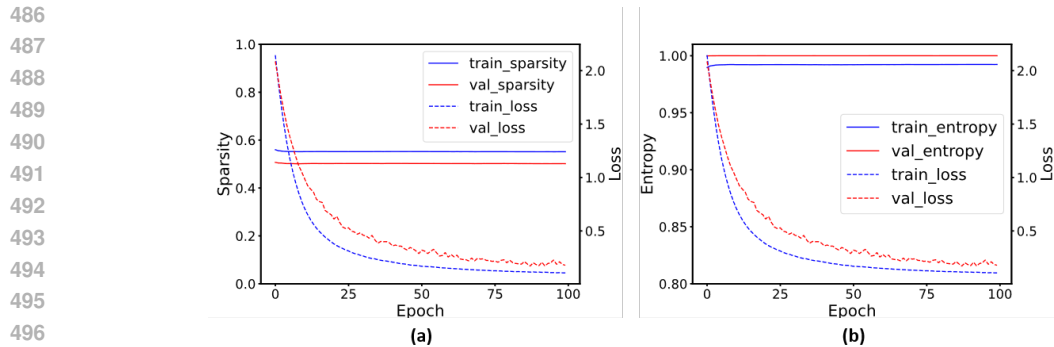 486
487
488
489
490
491
492
493
494
495
496
1.0
0.8
0.6
0.4
0.2
0.0
Sparsity
train_sparsity
val_sparsity
train_loss
val_loss
2.0
1.5
1.0
0.5
Loss
0 25 50 75 100
Epoch
(a)
1.00
0.95
0.90
0.85
0.80
Entropy
train_entropy
val_entropy
train_loss
val_loss
2.0
1.5
1.0
0.5
Loss
0 25 50 75 100
Epoch
(b)